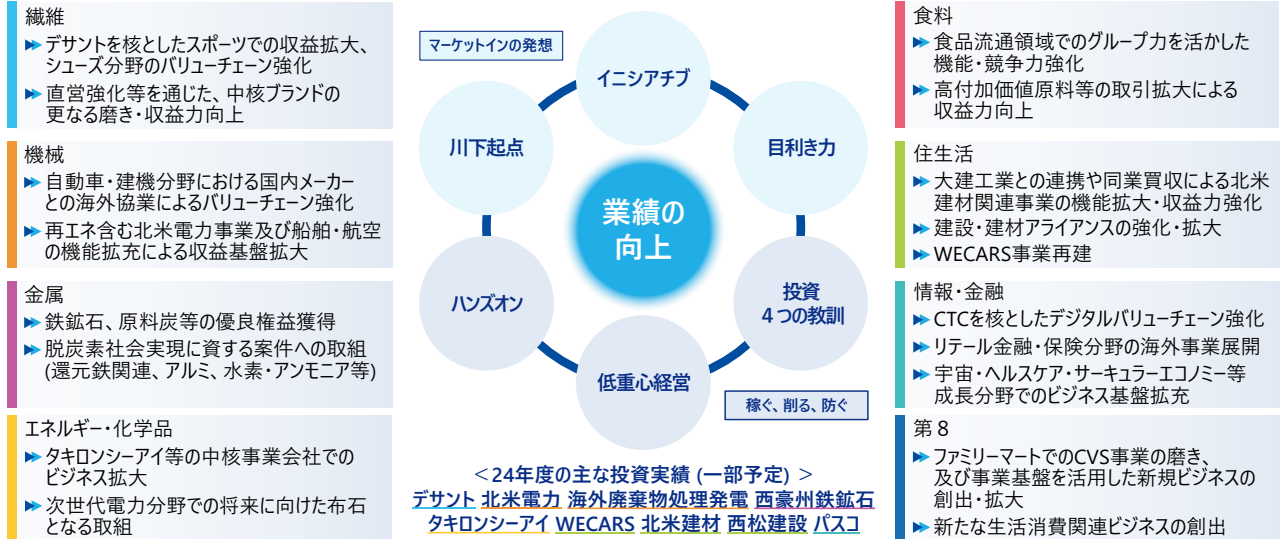 繊維
デサントを核としたスポーツでの収益拡大、
シューズ分野のバリューチェーン強化
直営強化等を通じた、中核ブランドの
更なる磨き・収益力向上
機械
自動車・建機分野における国内メーカー
との海外協業によるバリューチェーン強化
再エネ含む北米電力事業及び船舶・航空
の機能拡充による収益基盤拡大
金属
鉄鉱石、原料炭等の優良権益獲得
脱炭素社会実現に資する案件への取組
(還元鉄関連、アルミ、水素・アンモニア等)
エネルギー・化学品
タキロンシーアイ等の中核事業会社での
ビジネス拡大
次世代電力分野での将来に向けた布石
となる取組
マーケットインの発想
イニシアチブ
川下起点
目利き力
業績の
向上
ハンズオン
投資
4つの教訓
低重心経営
稼ぐ、削る、防ぐ
＜24年度の主な投資実績 (一部予定) ＞
デサント 北米電力 海外廃棄物処理発電 西豪州鉄鉱石
タキロンシーアイ WECARS 北米建材 西松建設 パスコ
食料
食品流通領域でのグループ力を活かした
機能・競争力強化
高付加価値原料等の取引拡大による
収益力向上
住生活
大建工業との連携や同業買収による北米
建材関連事業の機能拡大・収益力強化
建設・建材アライアンスの強化・拡大
WECARS事業再建
情報・金融
CTCを核としたデジタルバリューチェーン強化
リテール金融・保険分野の海外事業展開
宇宙・ヘルスケア・サーキュラーエコノミー等
成長分野でのビジネス基盤拡充
第８
ファミリーマートでのCVS事業の磨き、
及び事業基盤を活用した新規ビジネスの
創出・拡大
新たな生活消費関連ビジネスの創出